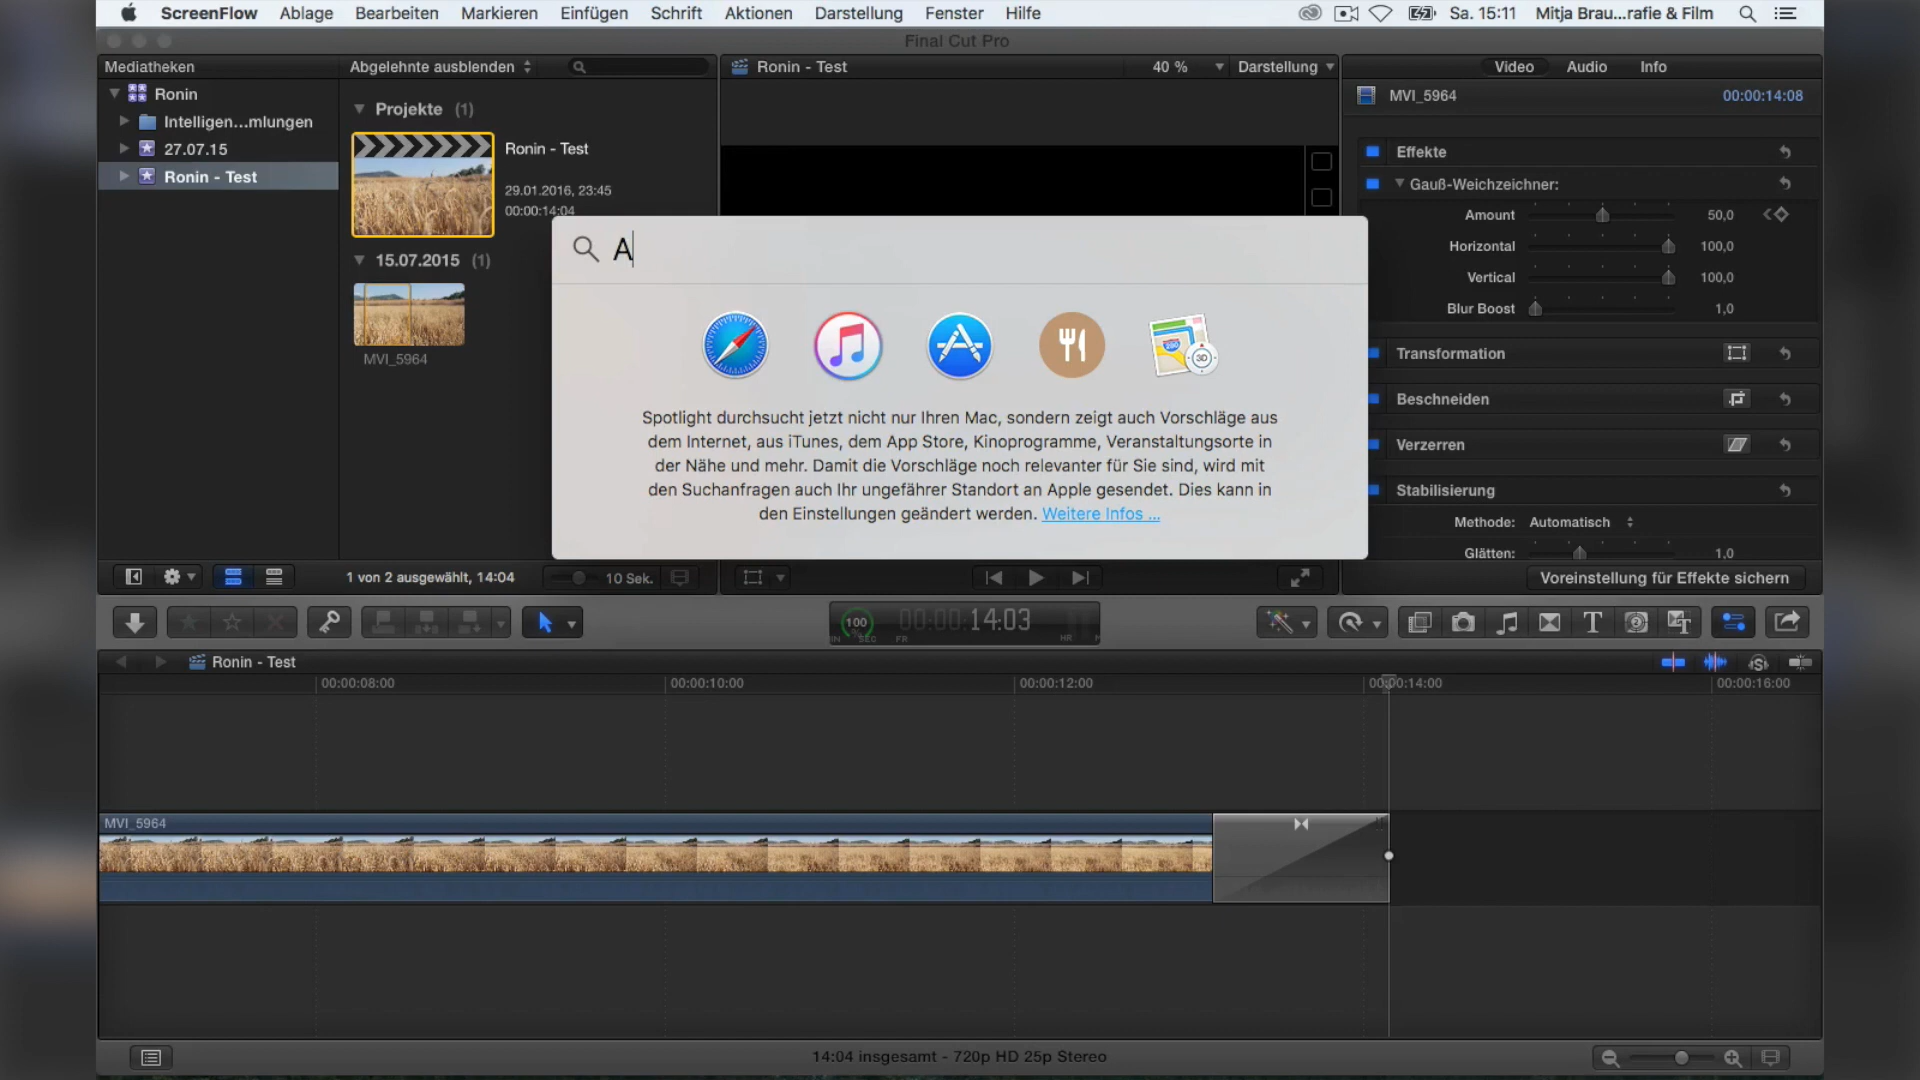 ScreenFlow Ablage Bearbeiten Markieren Einfügen Schrift Aktionen Darstellung Fenster Hilfe Sa. 15:11 Mitja Brau...rafie & Film
Final Cut Pro
Mediatheken
Abgelehnte ausblenden
Ronin - Test
40 %
Darstellung
Video Audio Info
Ronin
Intelligen...mlungen
27.07.15
Ronin - Test
Projekte (1)
Ronin - Test
29.01.2016, 23:45
00:00:14:04
15.07.2015 (1)
MVI_5964
MVI_5964 00:00:14:08
Effekte
Gauß-Weichzeichner:
Amount 50,0
Horizontal 100,0
Vertical 100,0
Blur Boost 1,0
Transformation
Beschneiden
Verzerren
Stabilisierung
Methode: Automatisch
Glätten: 1,0
A
Spotlight durchsucht jetzt nicht nur Ihren Mac, sondern zeigt auch Vorschläge aus
dem Internet, aus iTunes, dem App Store, Kinoprogramme, Veranstaltungsorte in
der Nähe und mehr. Damit die Vorschläge noch relevanter für Sie sind, wird mit
den Suchanfragen auch Ihr ungefährer Standort an Apple gesendet. Dies kann in
den Einstellungen geändert werden. Weitere Infos ...
1 von 2 ausgewählt, 14:04
10 Sek.
Voreinstellung für Effekte sichern
100 00:00:14:03
SEC FR HR
Ronin - Test
00:00:08:00 00:00:10:00 00:00:12:00 00:00:14:00 00:00:16:00
MVI_5964
14:04 insgesamt - 720p HD 25p Stereo